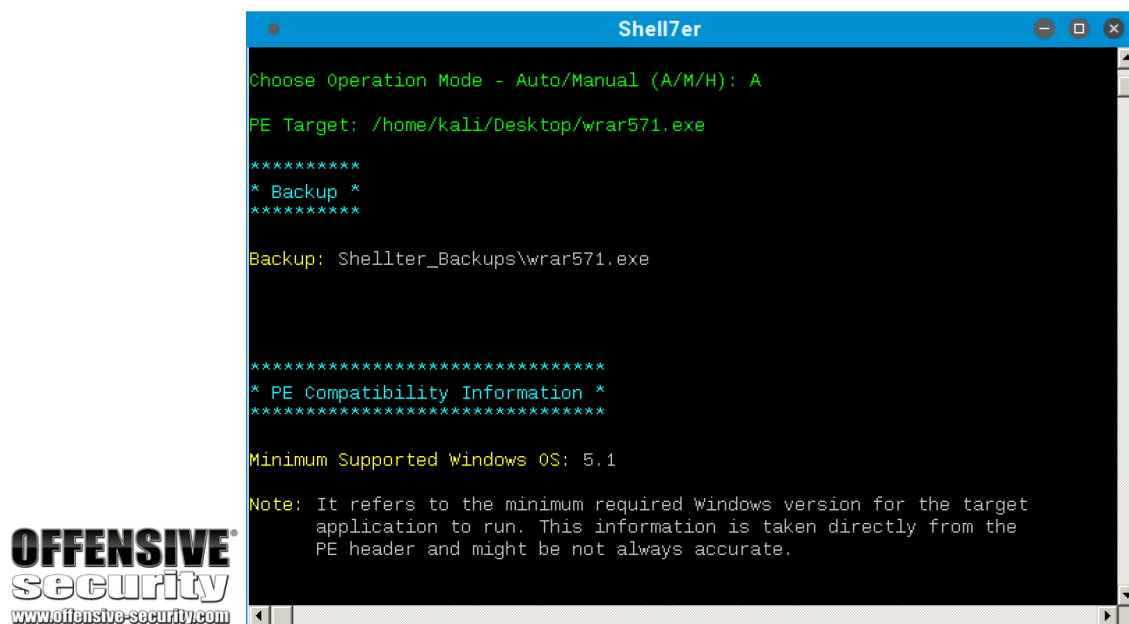 Shell7er
Choose Operation Mode - Auto/Manual (A/M/H): A
PE Target: /home/kali/Desktop/wrar571.exe
**********
* Backup *
**********
Backup: Shellter_Backups\wrar571.exe
********************************
* PE Compatibility Information *
********************************
Minimum Supported Windows OS: 5.1
Note: It refers to the minimum required Windows version for the target
application to run. This information is taken directly from the
PE header and might be not always accurate.
OFFENSIVE®
security
www.offensive-security.com